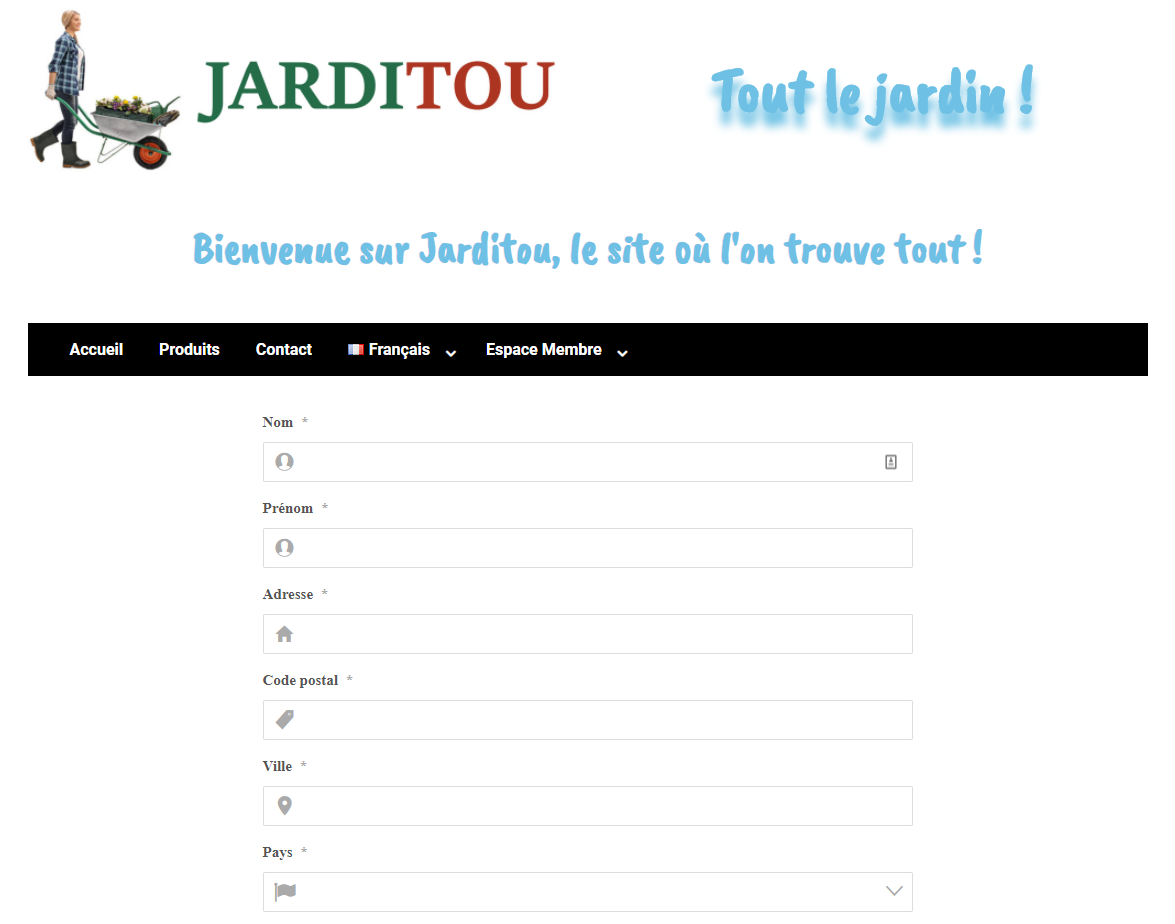 JARDITOU
Tout le jardin !
Bienvenue sur Jarditou, le site où l'on trouve tout !
Accueil Produits Contact Français Espace Membre
Nom *
Prénom *
Adresse *
Code postal *
Ville *
Pays *